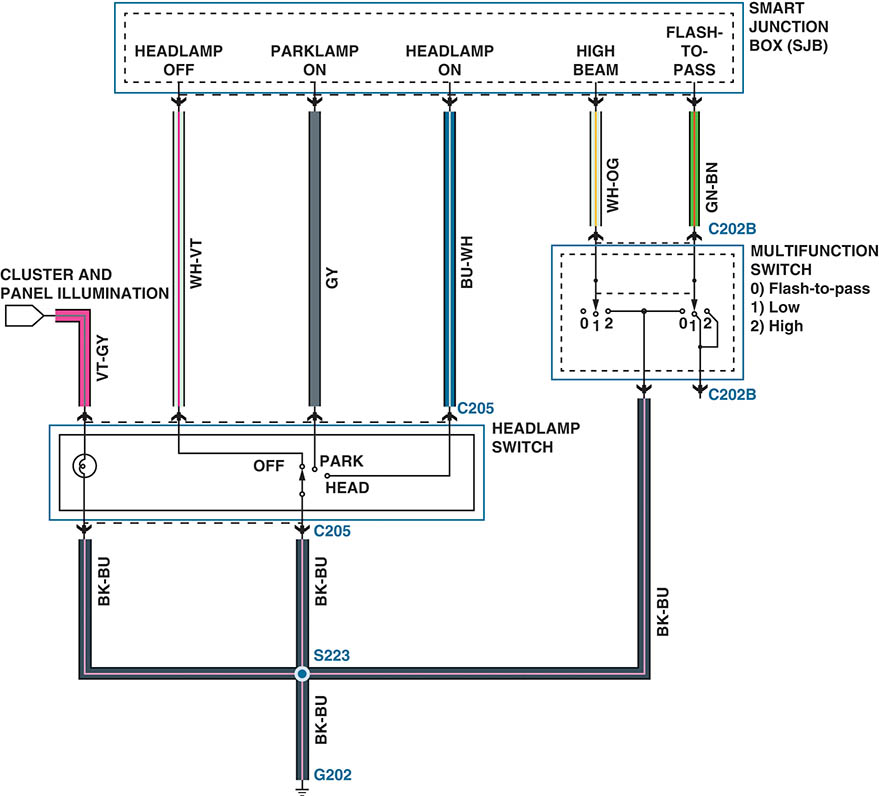 SMART
JUNCTION
BOX (SJB)
HEADLAMP
OFF
PARKLAMP
ON
HEADLAMP
ON
HIGH
BEAM
FLASH-
TO-
PASS
WH-VT
GY
BU-WH
WH-OG
GN-BN
C202B
MULTIFUNCTION
SWITCH
0) Flash-to-pass
1) Low
2) High
0 1 2
0 1 2
C202B
CLUSTER AND
PANEL ILLUMINATION
VT-GY
C205
HEADLAMP
SWITCH
OFF
PARK
HEAD
C205
BK-BU
BK-BU
BK-BU
S223
BK-BU
G202